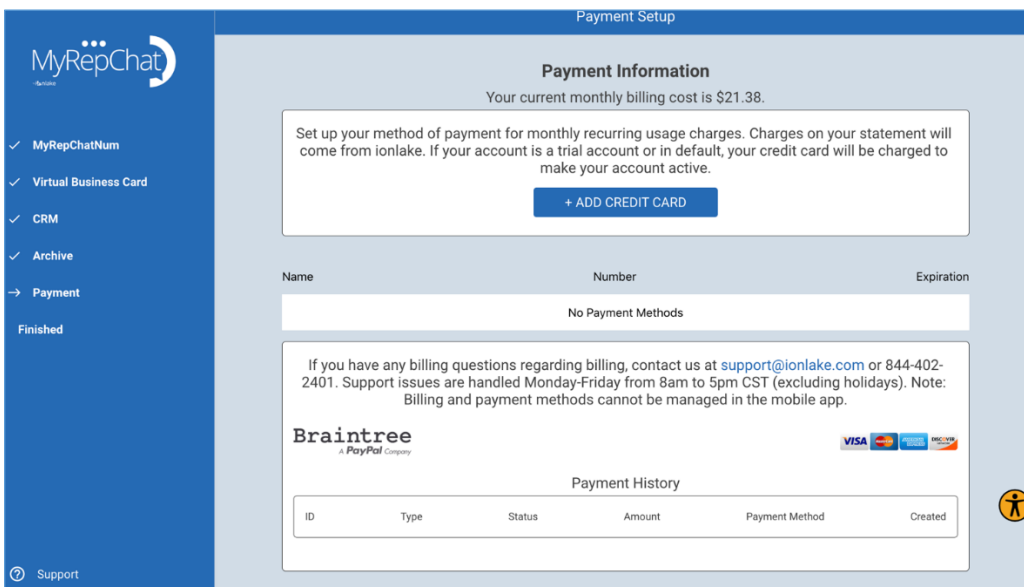 Payment Setup
MyRepChat
MyRepChatNum
Virtual Business Card
CRM
Archive
Payment
Finished
Support
Payment Information
Your current monthly billing cost is $21.38.
Set up your method of payment for monthly recurring usage charges. Charges on your statement will
come from ionlake. If your account is a trial account or in default, your credit card will be charged to
make your account active.
+ ADD CREDIT CARD
Name Number Expiration
No Payment Methods
If you have any billing questions regarding billing, contact us at support@ionlake.com or 844-402-
2401. Support issues are handled Monday-Friday from 8am to 5pm CST (excluding holidays). Note:
Billing and payment methods cannot be managed in the mobile app.
Braintree
A PayPal Company
VISA
DISCOVER
Payment History
ID Type Status Amount Payment Method Created